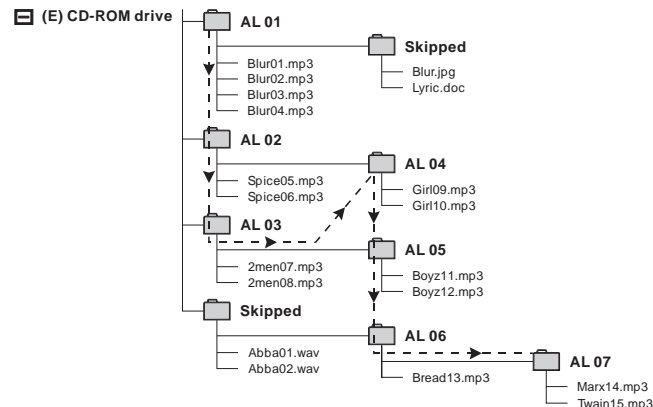 (E) CD-ROM drive
AL 01
Blur01.mp3
Blur02.mp3
Blur03.mp3
Blur04.mp3
Skipped
Blur.jpg
Lyric.doc
AL 02
Spice05.mp3
Spice06.mp3
AL 04
Girl09.mp3
Girl10.mp3
AL 03
2men07.mp3
2men08.mp3
AL 05
Boyz11.mp3
Boyz12.mp3
Skipped
Abba01.wav
Abba02.wav
AL 06
Bread13.mp3
AL 07
Marx14.mp3
Twain15.mp3